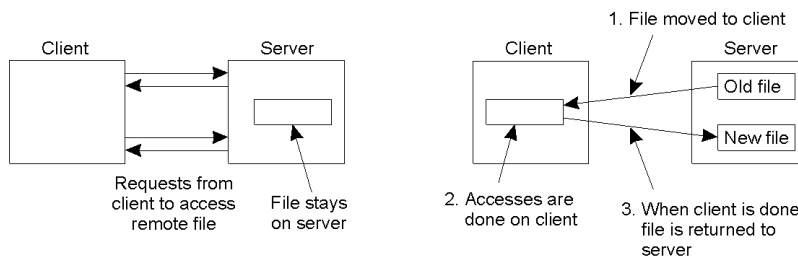 Client
Server
Requests from
client to access
remote file
File stays
on server
1. File moved to client
Client
Server
Old file
New file
2. Accesses are
done on client
3. When client is done
file is returned to
server